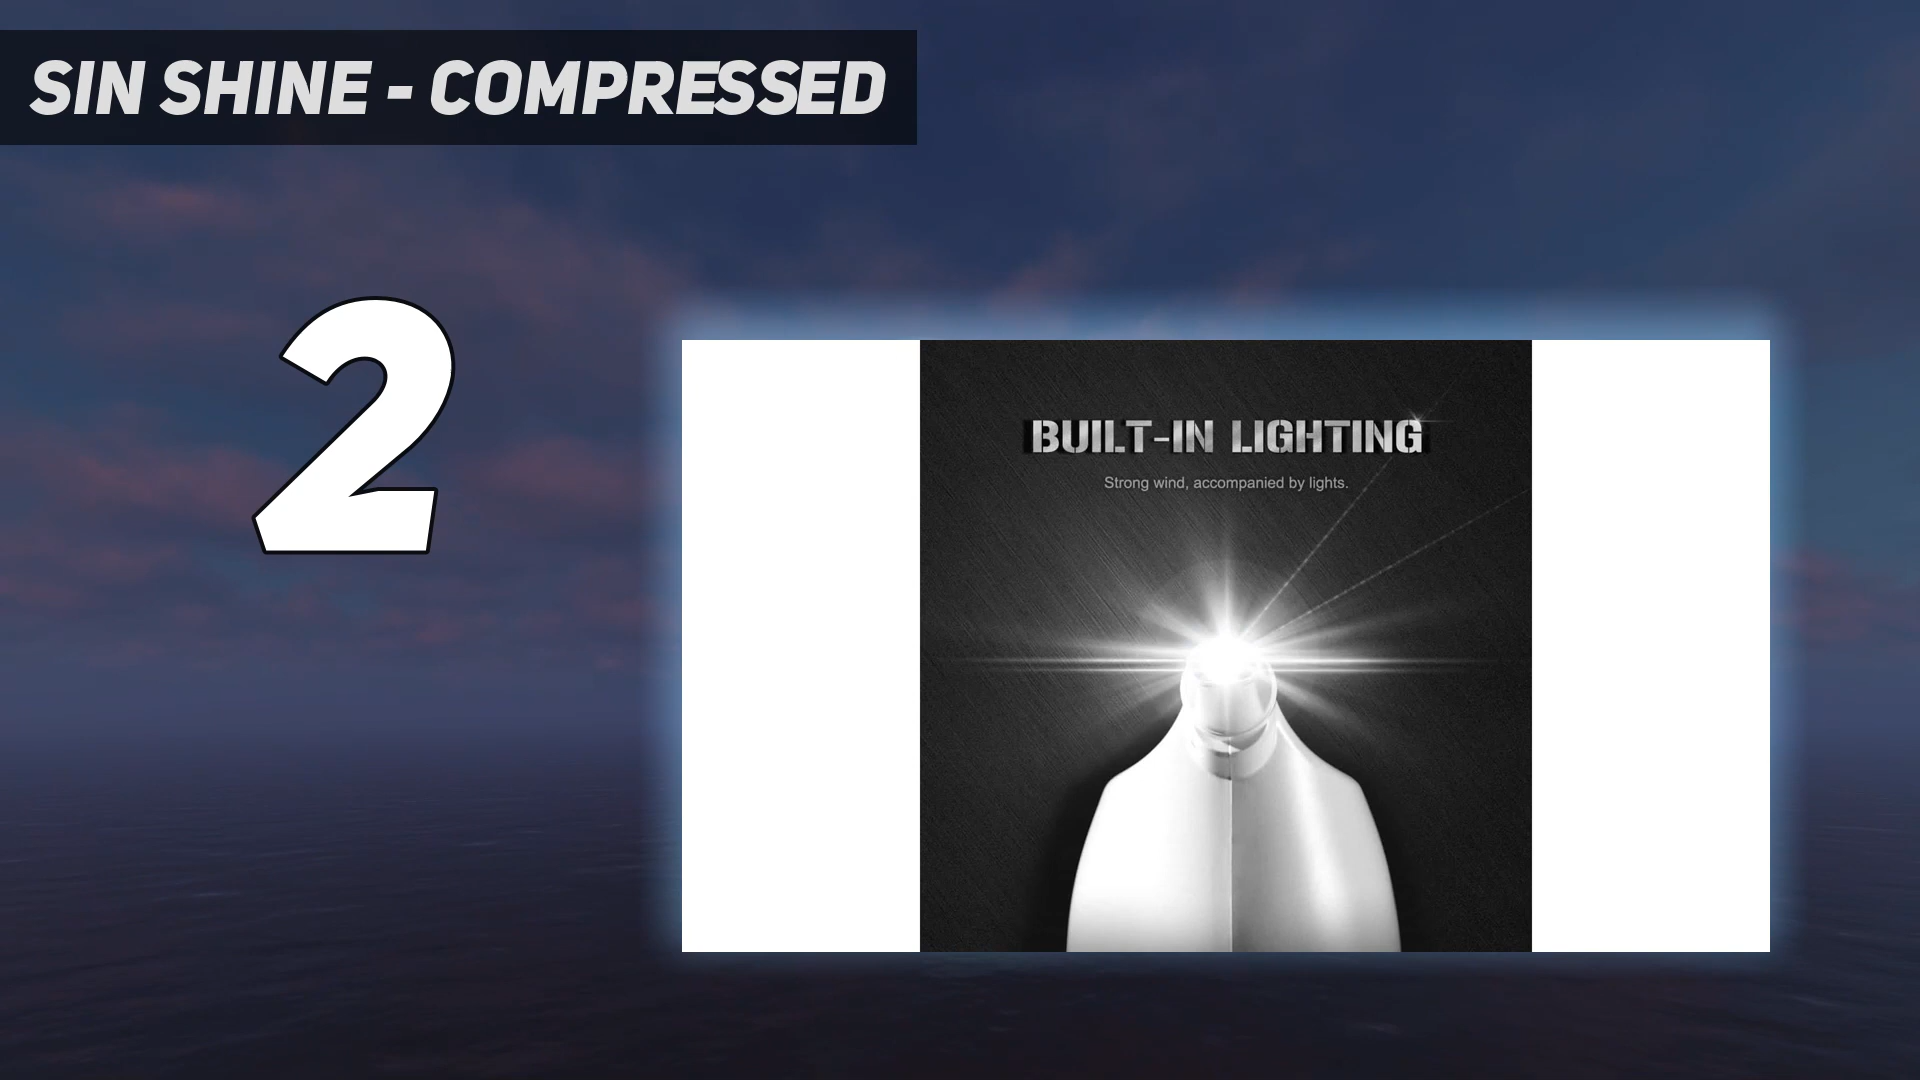 SIN SHINE - COMPRESSED
2
BUILT-IN LIGHTING
Strong wind, accompanied by lights.